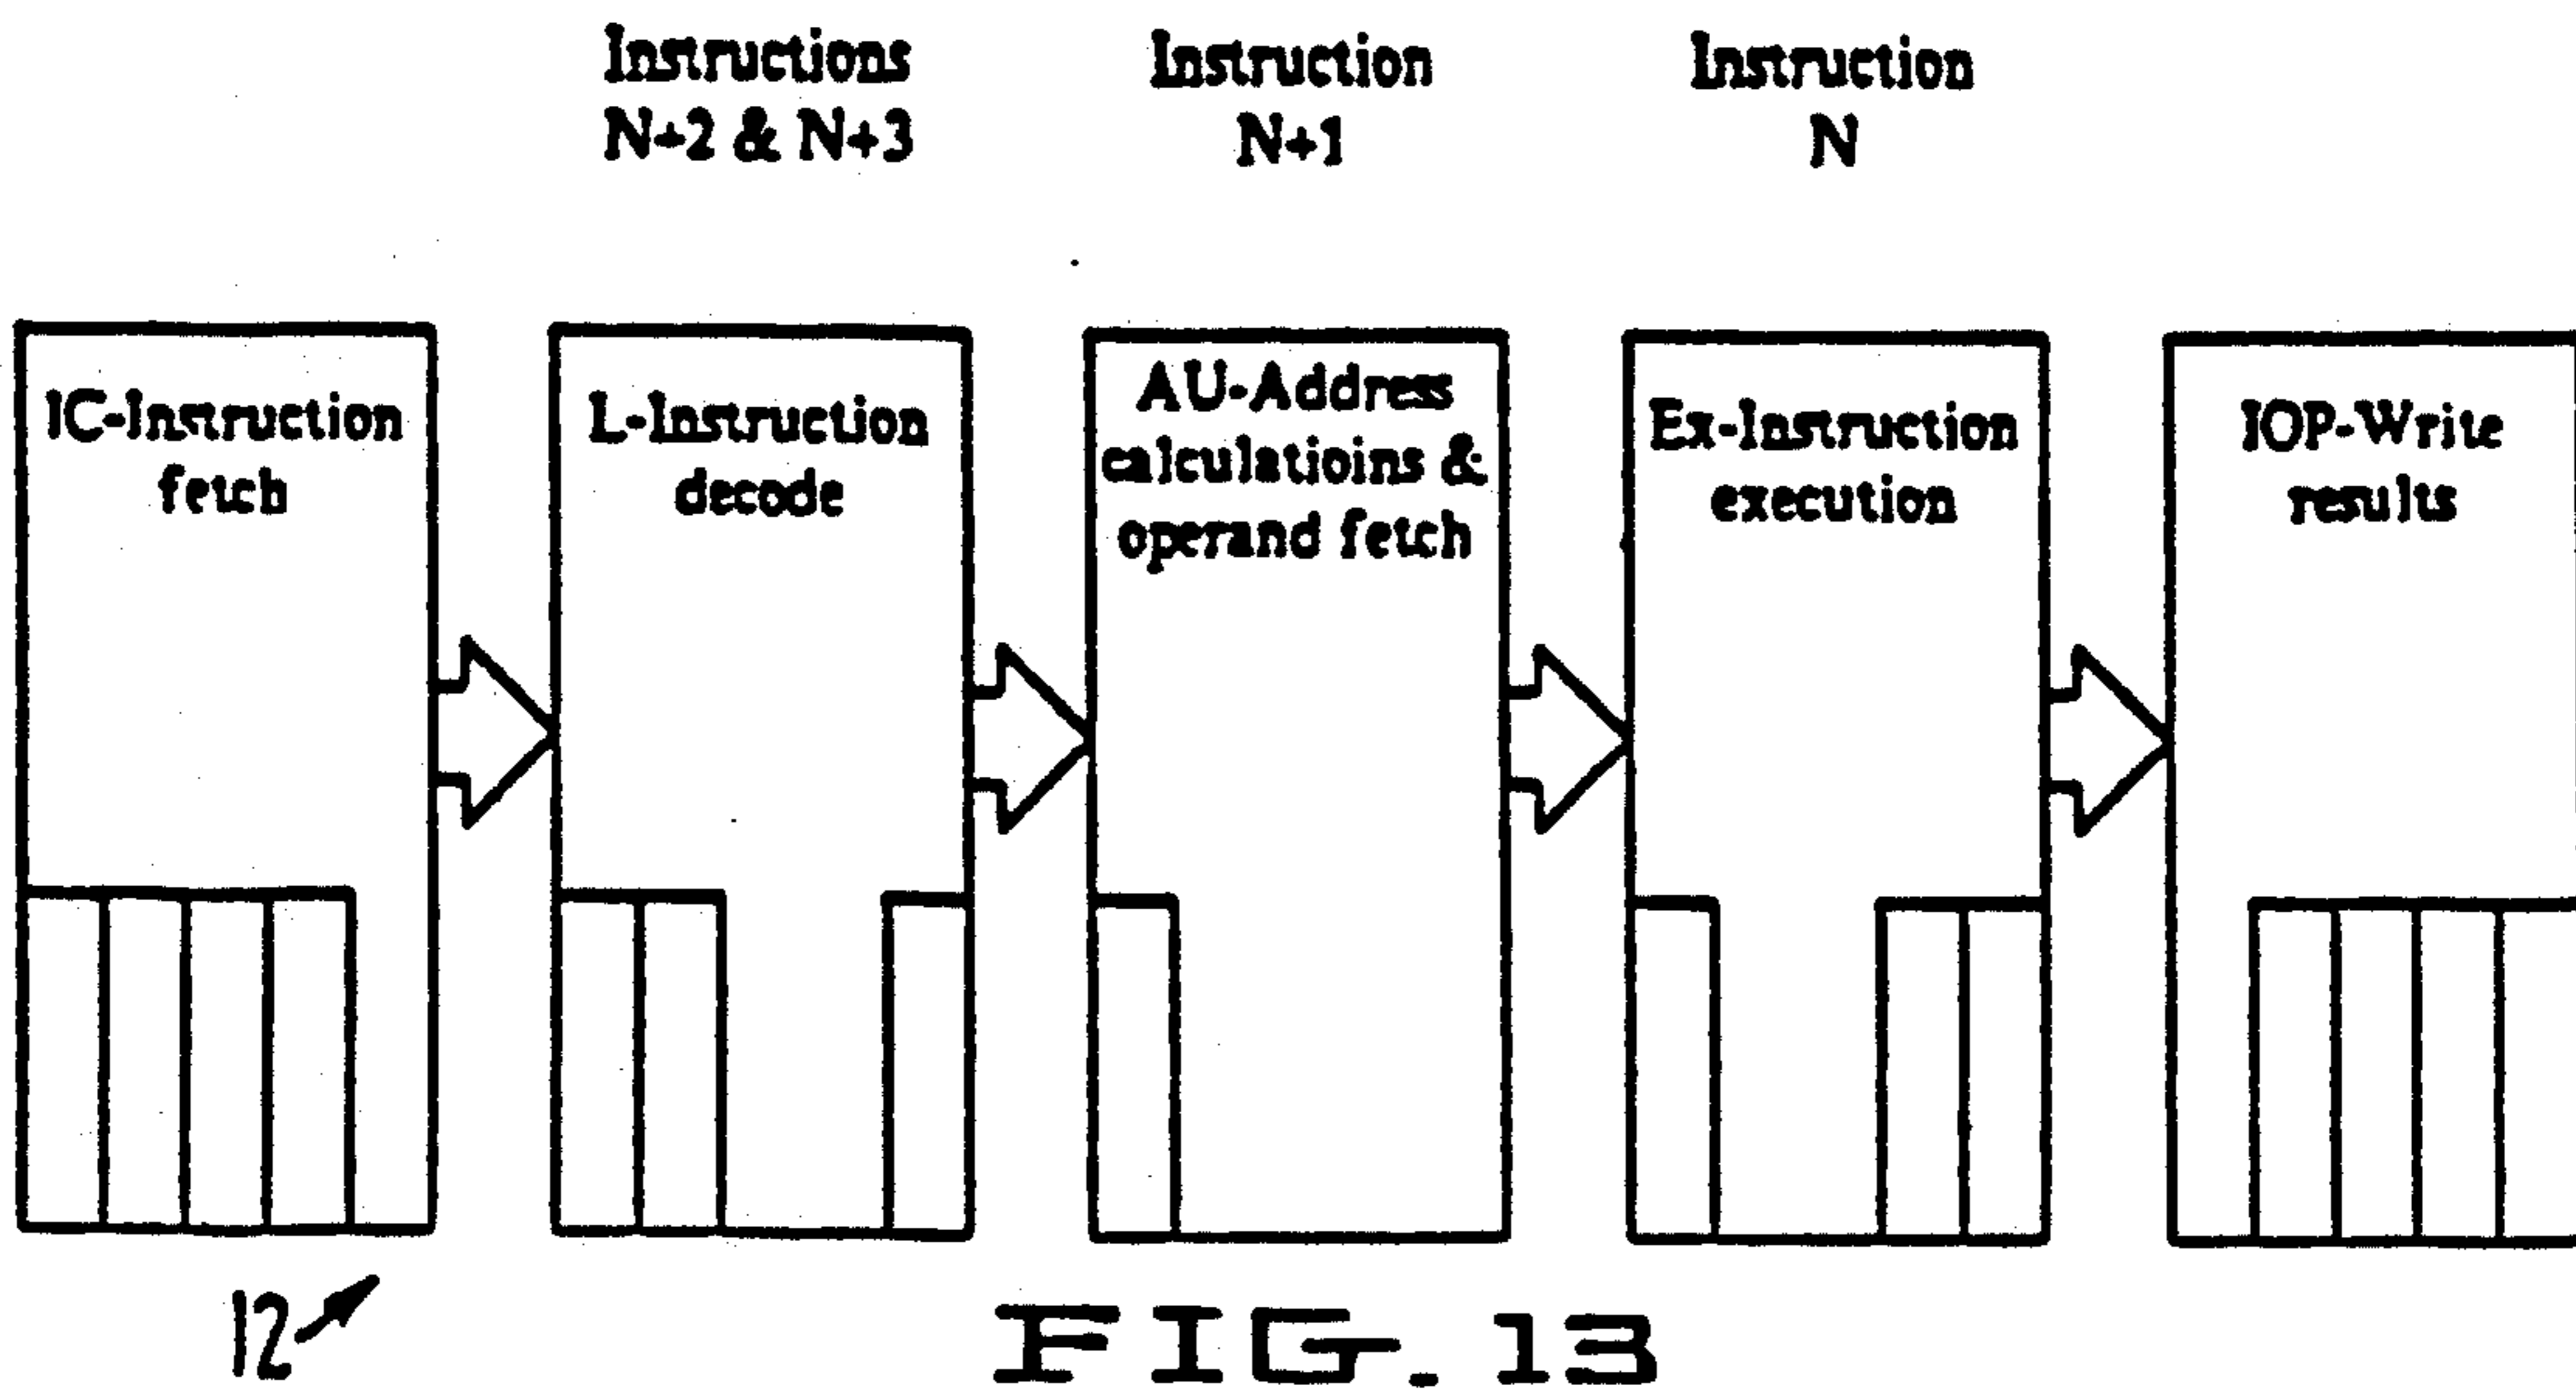 Instructions
N+2 & N+3
Instruction
N+1
Instruction
N
IC-Instruction
fetch
L-Instruction
decode
AU-Address
calculatioins &
operand fetch
Ex-Instruction
execution
IOP-Write
results
12
FIG. 13